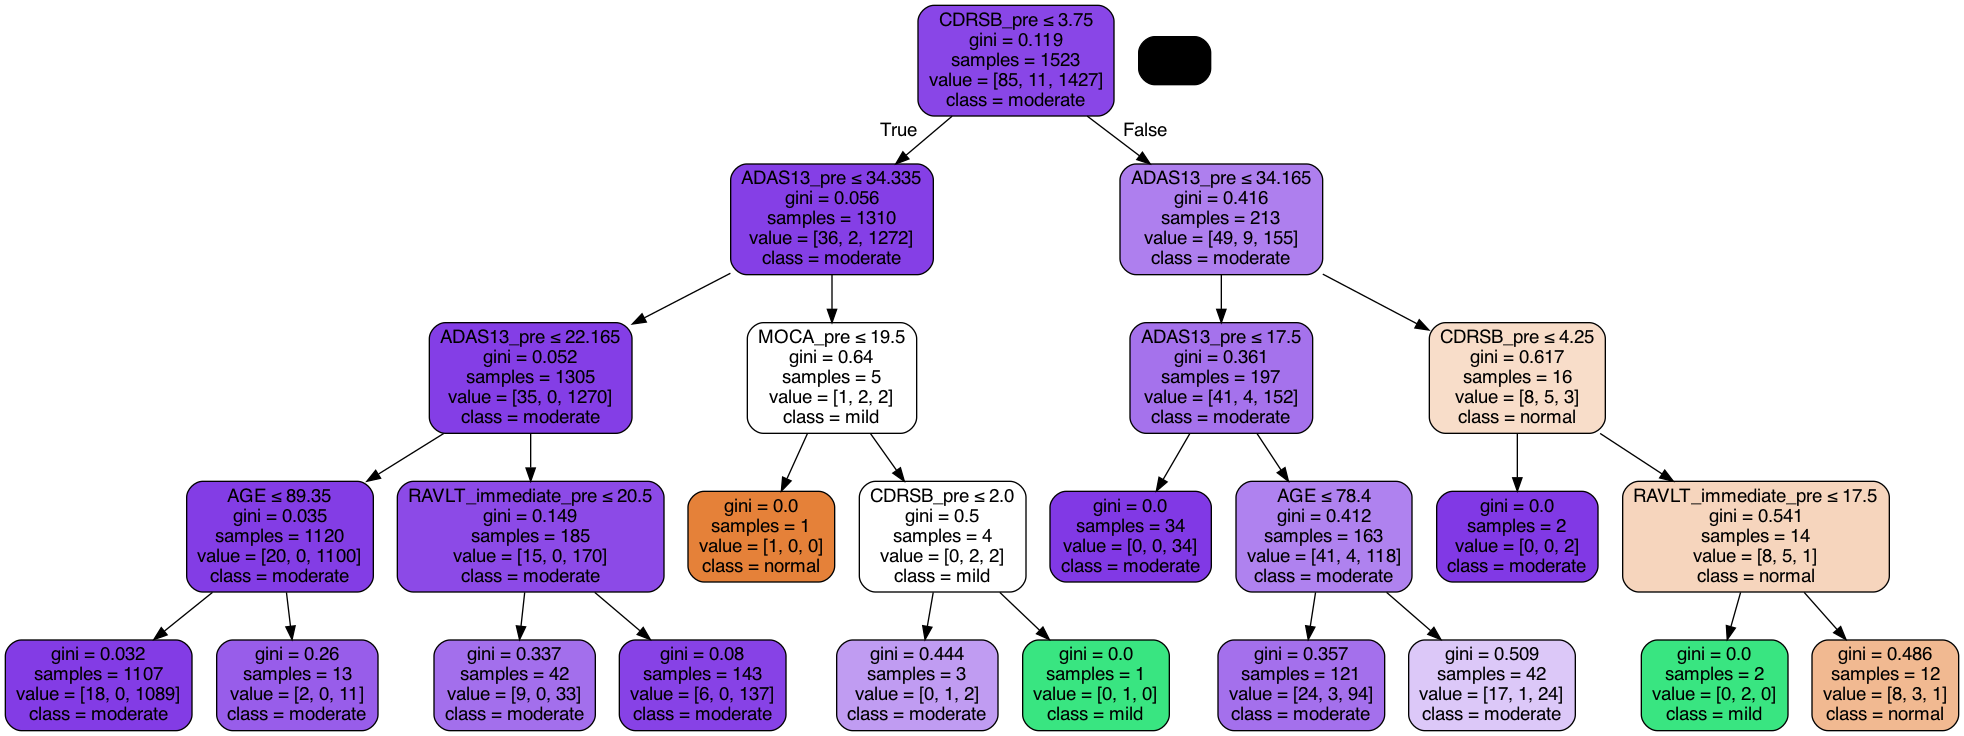 CDRSB_pre ≤ 3.75
gini = 0.119
samples = 1523
value = [85, 11, 1427]
class = moderate
True
False
ADAS13_pre ≤ 34.335
gini = 0.056
samples = 1310
value = [36, 2, 1272]
class = moderate
ADAS13_pre ≤ 34.165
gini = 0.416
samples = 213
value = [49, 9, 155]
class = moderate
ADAS13_pre ≤ 22.165
gini = 0.052
samples = 1305
value = [35, 0, 1270]
class = moderate
MOCA_pre ≤ 19.5
gini = 0.64
samples = 5
value = [1, 2, 2]
class = mild
ADAS13_pre ≤ 17.5
gini = 0.361
samples = 197
value = [41, 4, 152]
class = moderate
CDRSB_pre ≤ 4.25
gini = 0.617
samples = 16
value = [8, 5, 3]
class = normal
AGE ≤ 89.35
gini = 0.035
samples = 1120
value = [20, 0, 1100]
class = moderate
RAVLT_immediate_pre ≤ 20.5
gini = 0.149
samples = 185
value = [15, 0, 170]
class = moderate
gini = 0.0
samples = 1
value = [1, 0, 0]
class = normal
CDRSB_pre ≤ 2.0
gini = 0.5
samples = 4
value = [0, 2, 2]
class = mild
gini = 0.0
samples = 34
value = [0, 0, 34]
class = moderate
AGE ≤ 78.4
gini = 0.412
samples = 163
value = [41, 4, 118]
class = moderate
gini = 0.0
samples = 2
value = [0, 0, 2]
class = moderate
RAVLT_immediate_pre ≤ 17.5
gini = 0.541
samples = 14
value = [8, 5, 1]
class = normal
gini = 0.032
samples = 1107
value = [18, 0, 1089]
class = moderate
gini = 0.26
samples = 13
value = [2, 0, 11]
class = moderate
gini = 0.337
samples = 42
value = [9, 0, 33]
class = moderate
gini = 0.08
samples = 143
value = [6, 0, 137]
class = moderate
gini = 0.444
samples = 3
value = [0, 1, 2]
class = moderate
gini = 0.0
samples = 1
value = [0, 1, 0]
class = mild
gini = 0.357
samples = 121
value = [24, 3, 94]
class = moderate
gini = 0.509
samples = 42
value = [17, 1, 24]
class = moderate
gini = 0.0
samples = 2
value = [0, 2, 0]
class = mild
gini = 0.486
samples = 12
value = [8, 3, 1]
class = normal